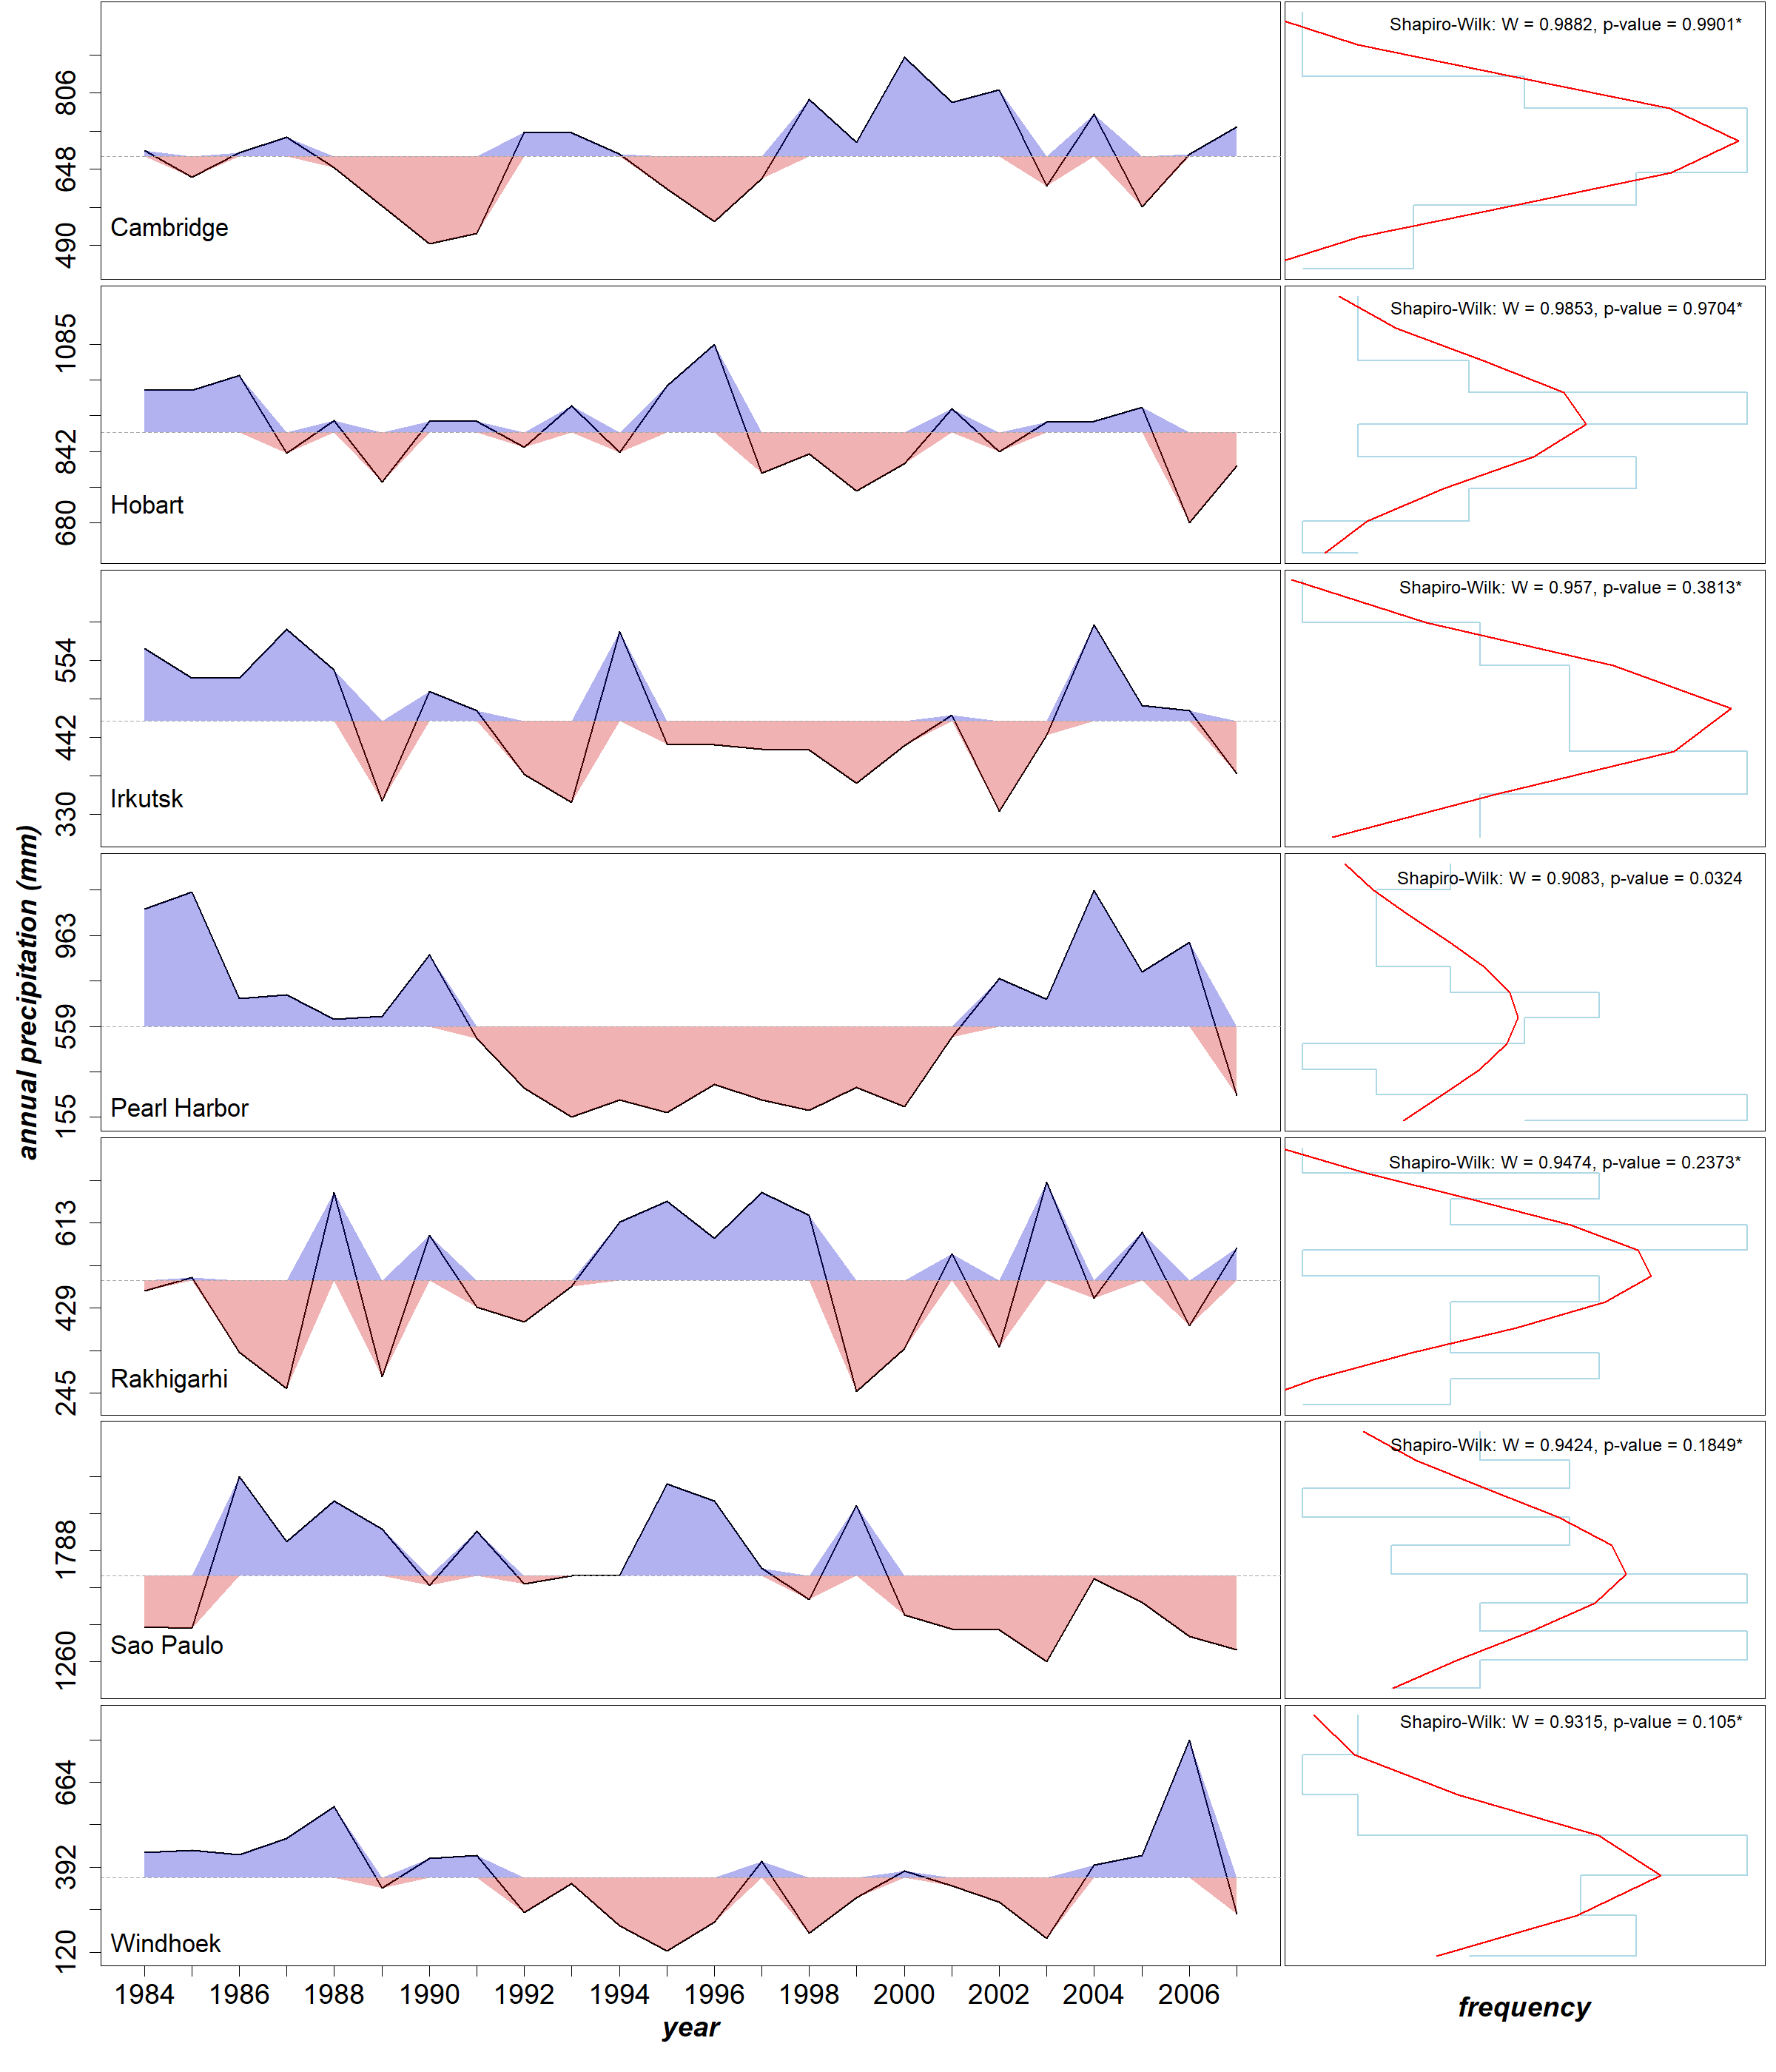 annual precipitation (mm)
806
648
490
Cambridge
Shapiro-Wilk: W = 0.9882, p-value = 0.9901*
1085
842
680
Hobart
Shapiro-Wilk: W = 0.9853, p-value = 0.9704*
554
442
330
Irkutsk
Shapiro-Wilk: W = 0.957, p-value = 0.3813*
963
559
155
Pearl Harbor
Shapiro-Wilk: W = 0.9083, p-value = 0.0324
613
429
245
Rakhigarhi
Shapiro-Wilk: W = 0.9474, p-value = 0.2373*
1788
1260
Sao Paulo
Shapiro-Wilk: W = 0.9424, p-value = 0.1849*
664
392
120
Windhoek
Shapiro-Wilk: W = 0.9315, p-value = 0.105*
1984 1986 1988 1990 1992 1994 1996 1998 2000 2002 2004 2006
year
frequency